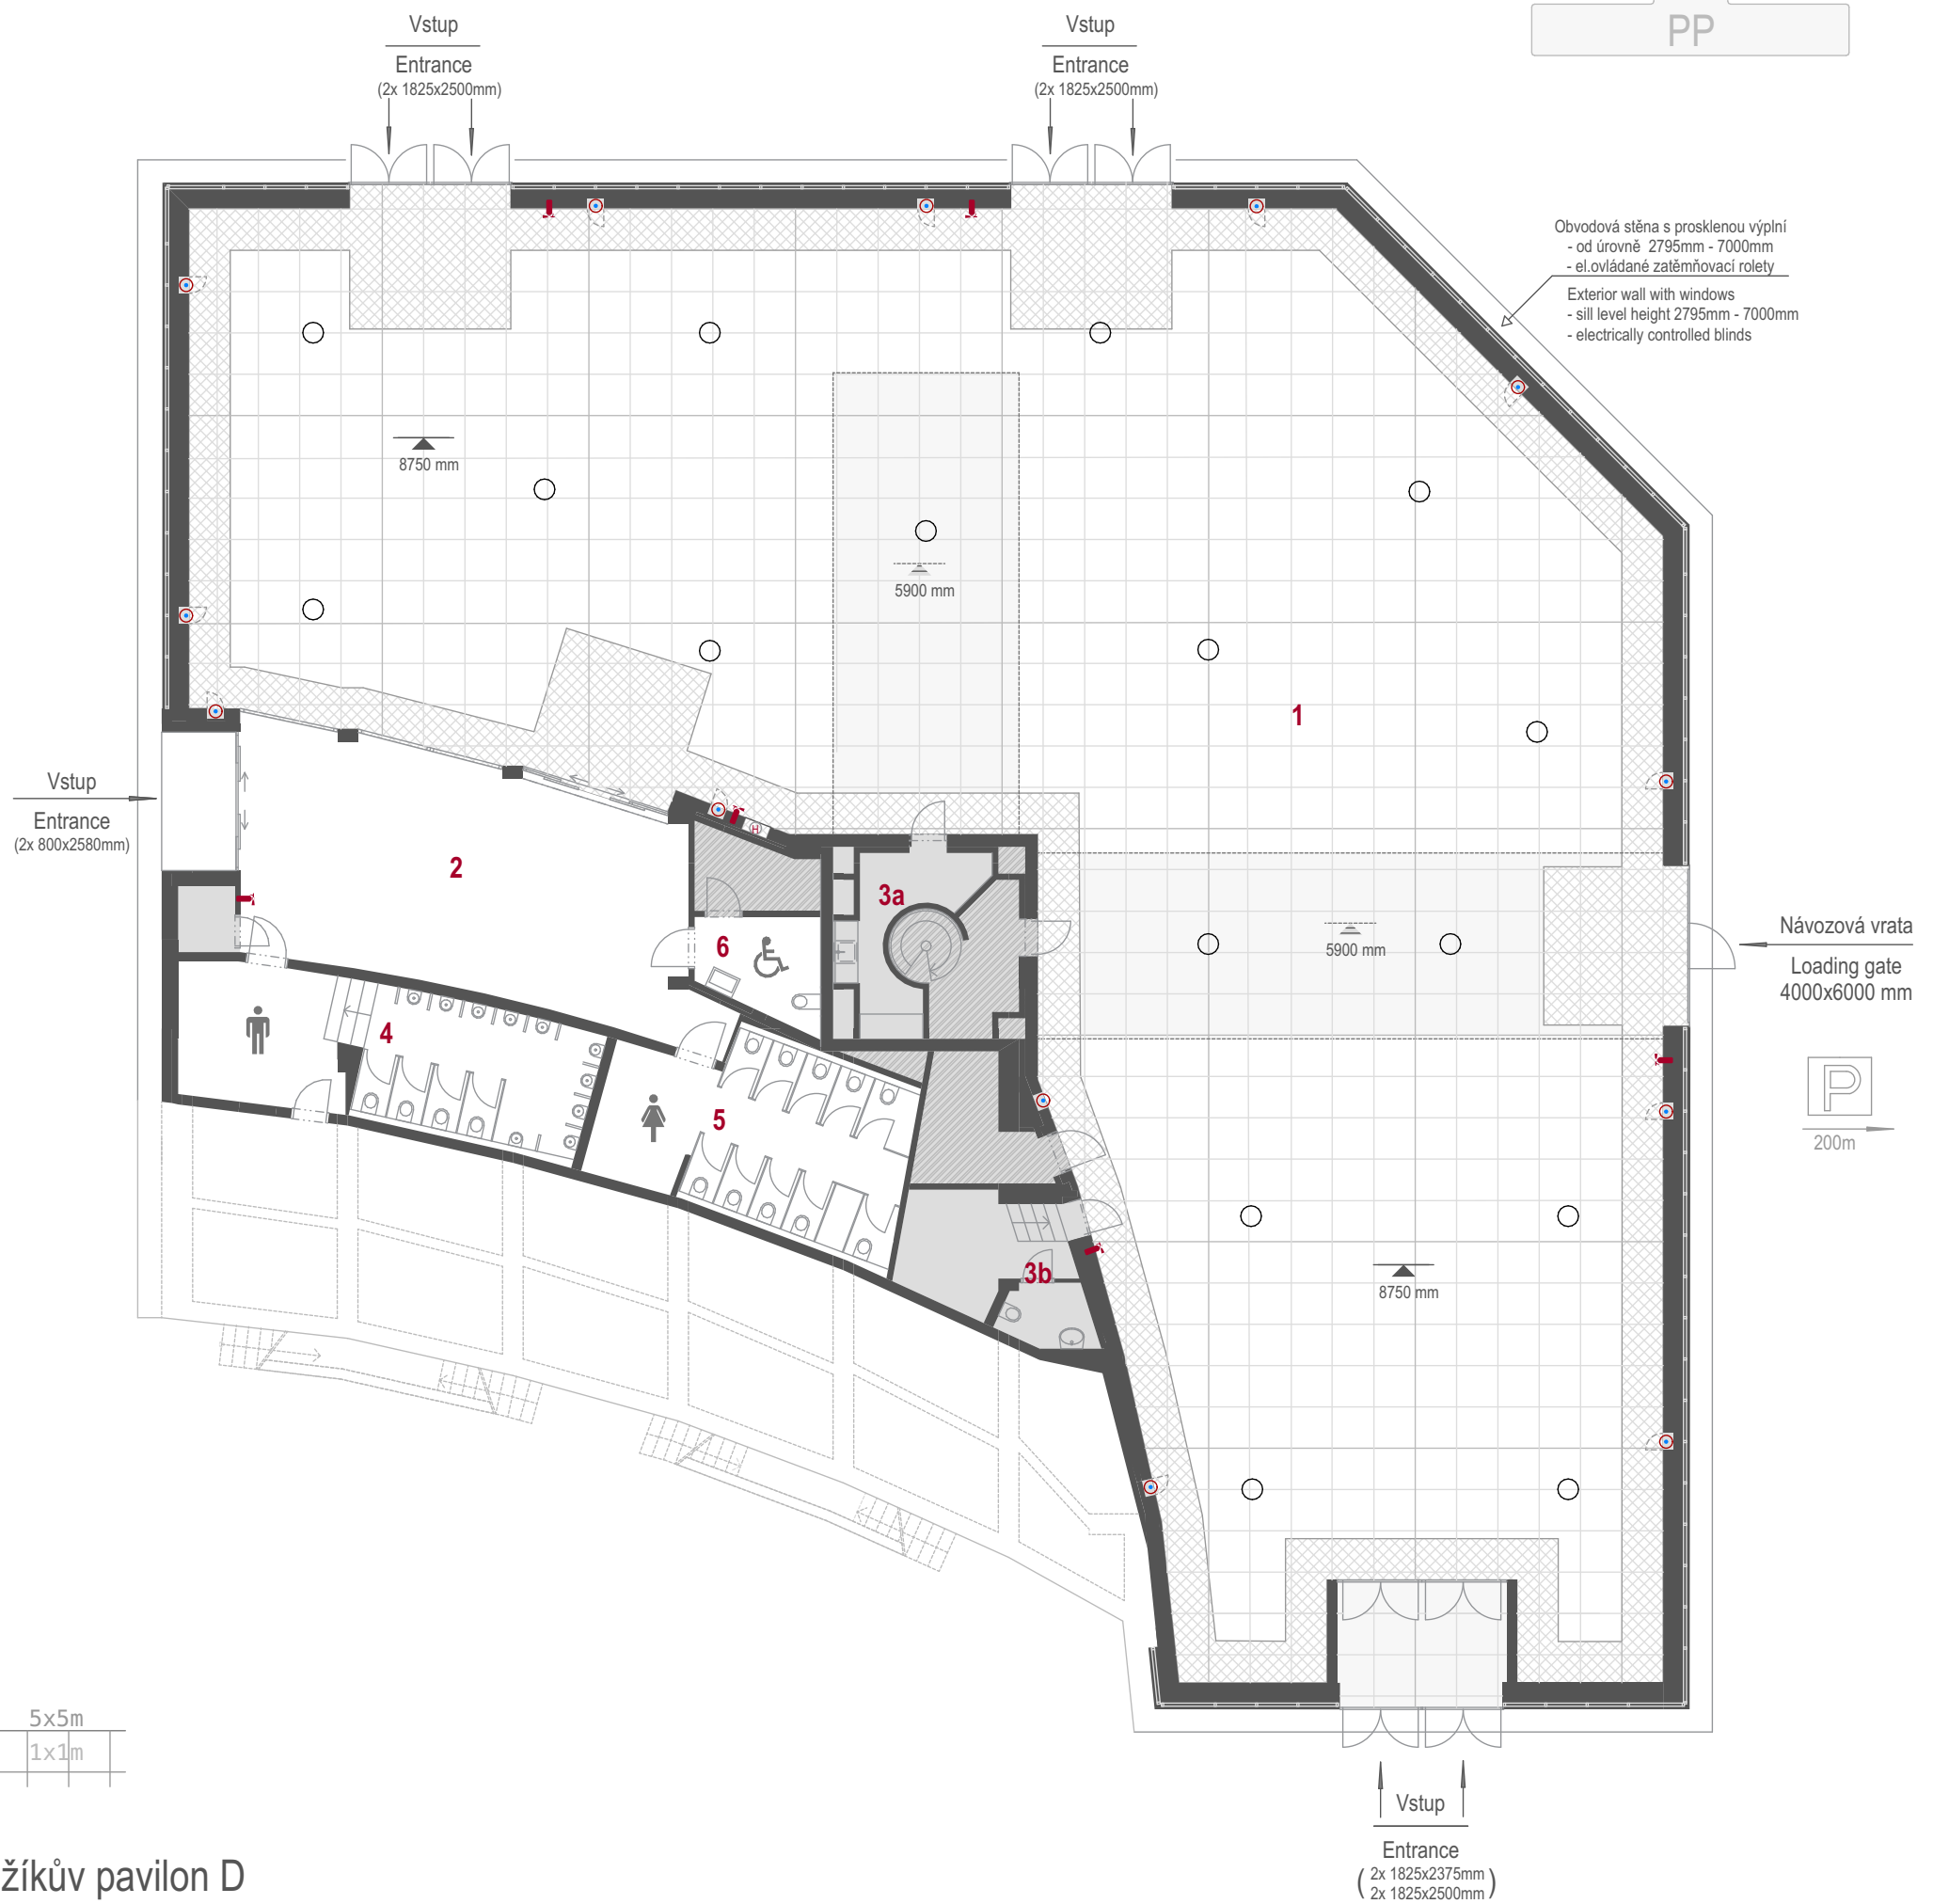 Vstup
Entrance
(2x 1825x2500mm)
Vstup
Entrance
(2x 1825x2500mm)
PP
Obvodová stěna s prosklenou výplní
- od úrovně 2795mm - 7000mm
- el.ovládané zatěmňovací rolety
Exterior wall with windows
- sill level height 2795mm - 7000mm
- electrically controlled blinds
8750 mm
5900 mm
1
Vstup
Entrance
(2x 800x2580mm)
2
H
3a
6
5900 mm
Návozová vrata
Loading gate
4000x6000 mm
4
5
P
200m
3b
8750 mm
5x5m
1x1m
Vstup
Entrance
( 2x 1825x2375mm
2x 1825x2500mm )
žíkův pavilon D